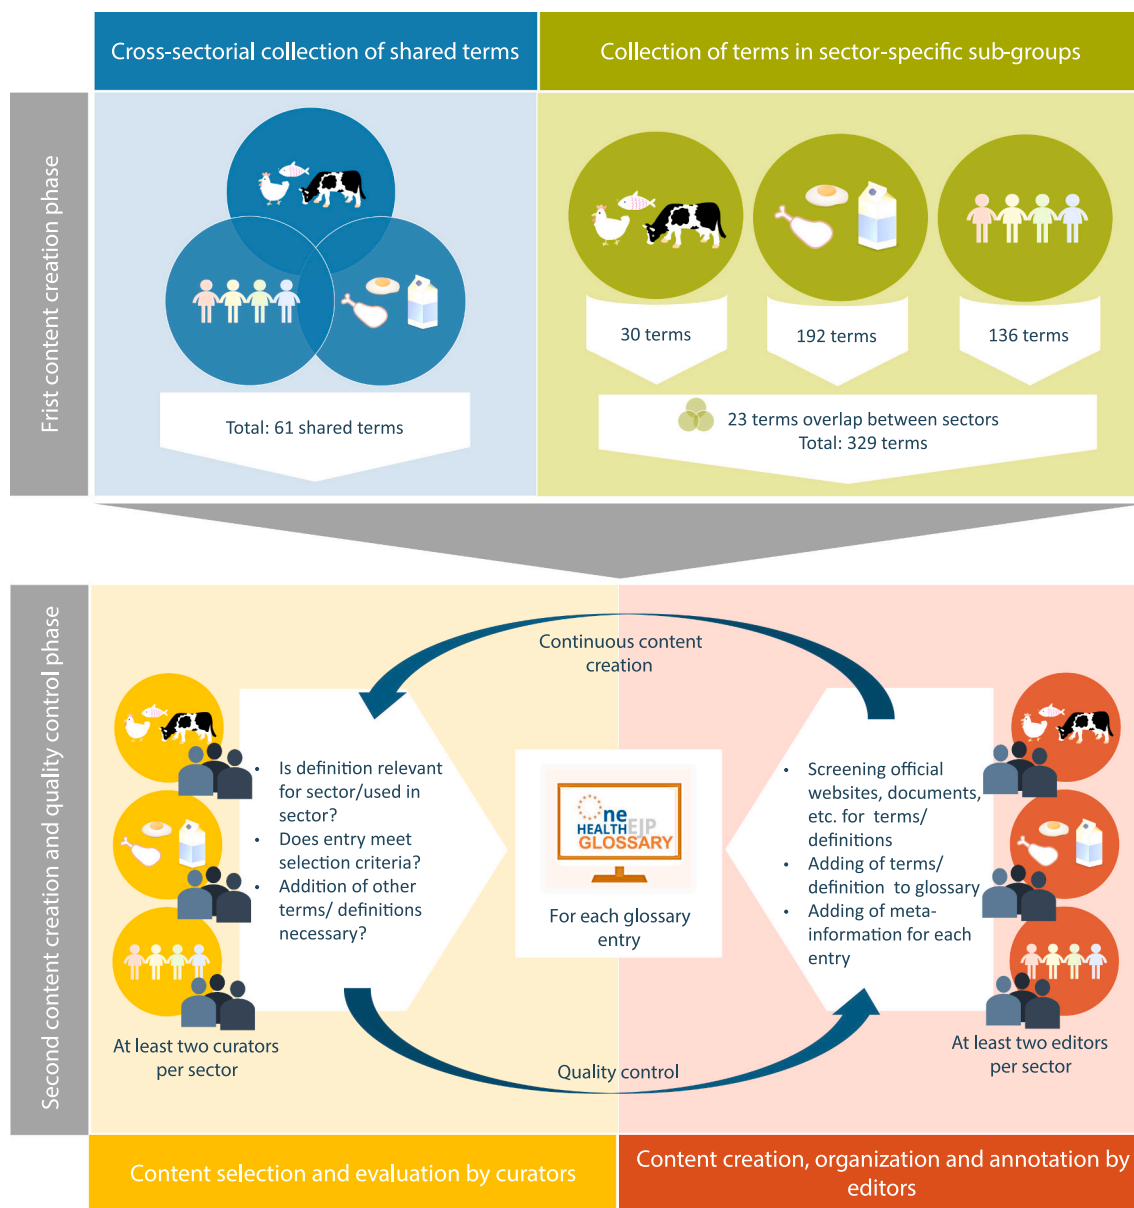 Cross-sectorial collection of shared terms
Collection of terms in sector-specific sub-groups
Frist content creation phase
30 terms
192 terms
136 terms
Total: 61 shared terms
23 terms overlap between sectors
Total: 329 terms
Second content creation and quality control phase
Continuous content
creation
• Is definition relevant
for sector/used in
sector?
• Does entry meet
selection criteria?
• Addition of other
terms/ definitions
necessary?
One
HEALTH EJP
GLOSSARY
For each glossary
entry
• Screening official
websites, documents,
etc. for terms/
definitions
• Adding of terms/
definition to glossary
• Adding of meta-
information for each
entry
At least two curators
per sector
At least two editors
per sector
Quality control
Content selection and evaluation by curators
Content creation, organization and annotation by
editors